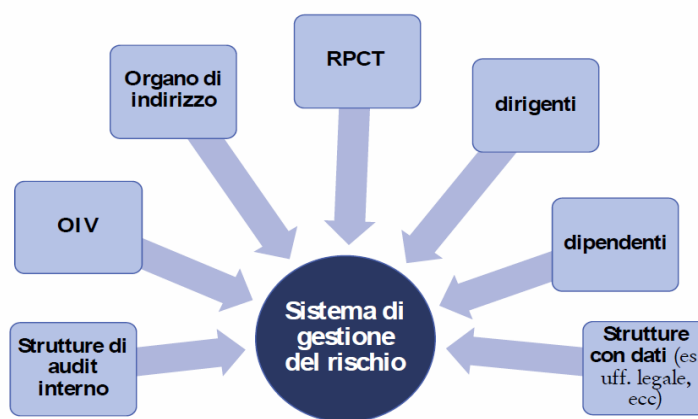 RPCT
Organo di
indirizzo
dirigenti
OIV
dipendenti
Sistema di
gestione
del rischio
Strutture di
audit
interno
Strutture
con dati (es
uff. legale,
ecc)